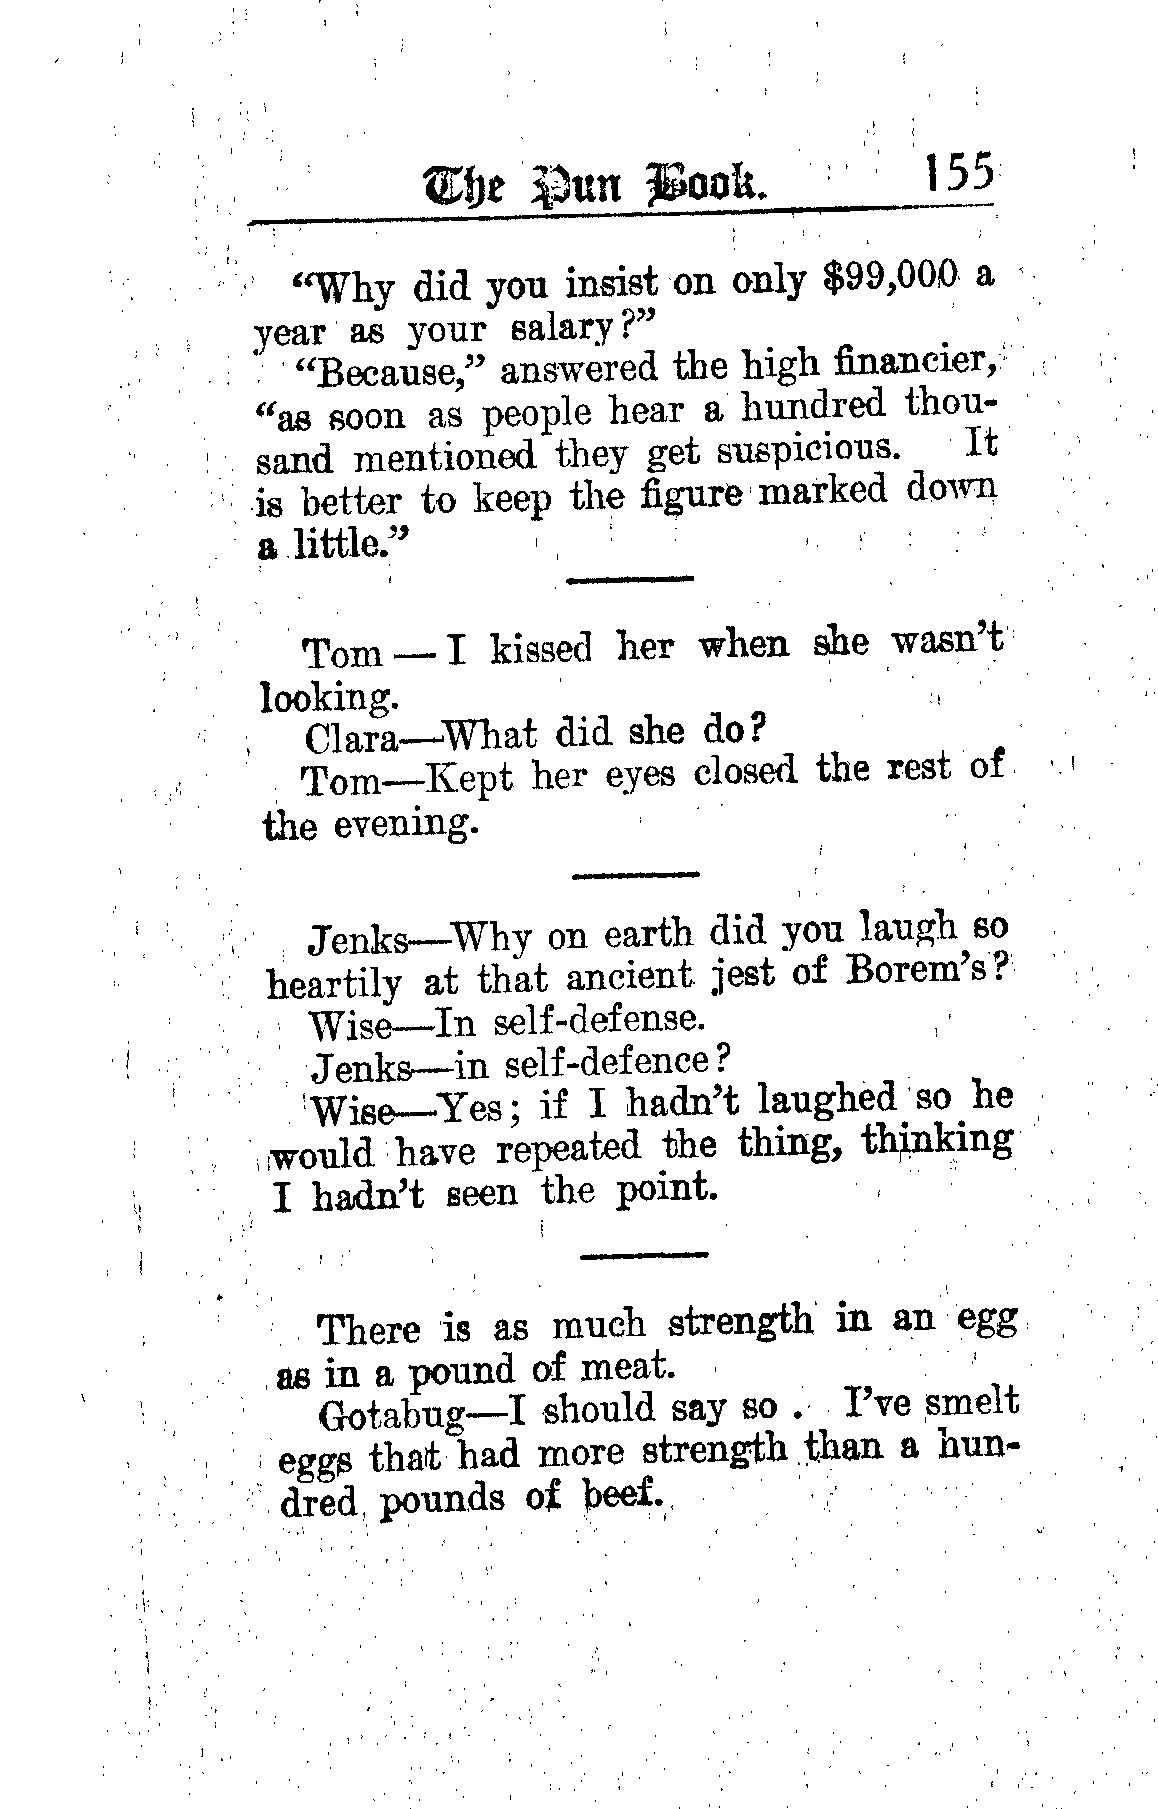 The Pun Book. 155
“Why did you insist on only $99,000 a
year as your salary?”
“Because,” answered the high financier,
“as soon as people hear a hundred thou-
sand mentioned they get suspicious. It
is better to keep the figure marked down
a little.”
Tom — I kissed her when she wasn’t
looking.
Clara—What did she do?
Tom—Kept her eyes closed the rest of
the evening.
Jenks—Why on earth did you laugh so
heartily at that ancient jest of Borem’s?
Wise—In self-defense.
Jenks—in self-defence?
Wise—Yes; if I hadn’t laughed so he
would have repeated the thing, thinking
I hadn’t seen the point.
There is as much strength in an egg
as in a pound of meat.
Gotabug—I should say so . I’ve smelt
eggs that had more strength than a hun-
dred pounds of beef.